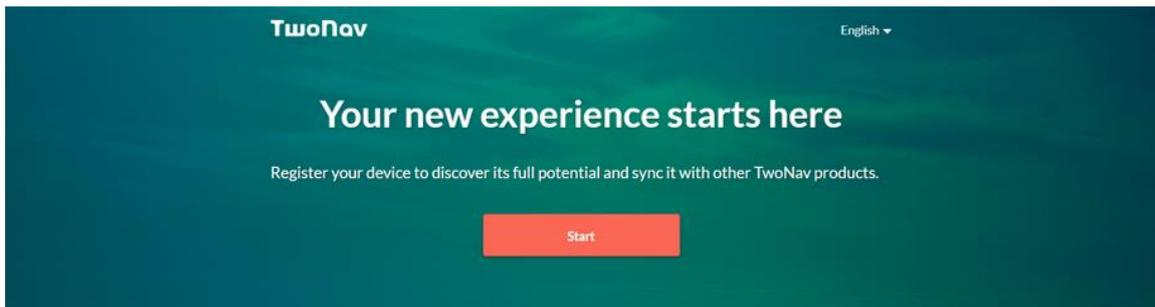 TwoNav
English
Your new experience starts here
Register your device to discover its full potential and sync it with other TwoNav products.
Start